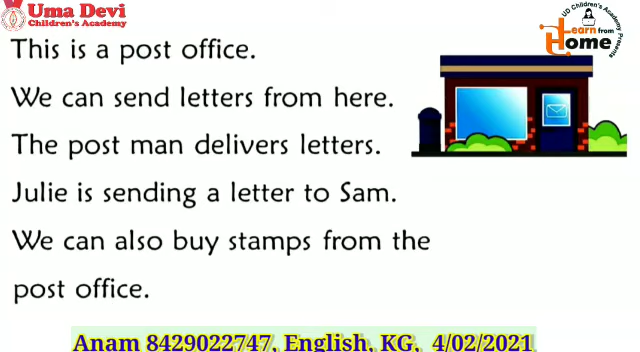 Uma Devi
Children's Academy
UD Children's Academy Presents
Learn from
Home
This is a post office.
We can send letters from here.
The post man delivers letters.
Julie is sending a letter to Sam.
We can also buy stamps from the
post office.
Anam 8429022747, English, KG, 4/02/2021